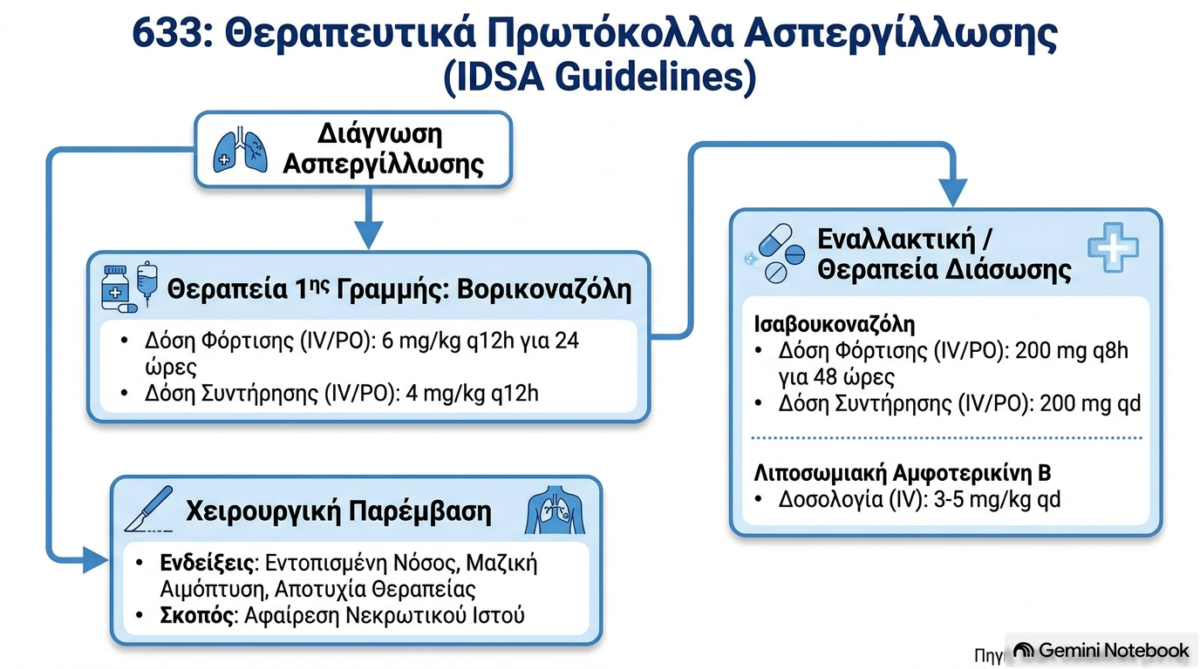 633: Θεραπευτικά Πρωτόκολλα Ασπεργίλλωσης
(IDSA Guidelines)
Διάγνωση
Ασπεργίλλωσης
Θεραπεία 1ης Γραμμής: Βορικοναζόλη
• Δόση Φόρτισης (IV/PO): 6 mg/kg q12h για 24
ώρες
• Δόση Συντήρησης (IV/PO): 4 mg/kg q12h
Εναλλακτική /
Θεραπεία Διάσωσης
Ισαβουκοναζόλη
• Δόση Φόρτισης (IV/PO): 200 mg q8h
για 48 ώρες
• Δόση Συντήρησης (IV/PO): 200 mg qd
Λιποσωμιακή Αμφοτερικίνη Β
• Δοσολογία (IV): 3-5 mg/kg qd
Χειρουργική Παρέμβαση
• Ενδείξεις: Εντοπισμένη Νόσος, Μαζική
Αιμόπτυση, Αποτυχία Θεραπείας
• Σκοπός: Αφαίρεση Νεκρωτικού Ιστού
Gemini Notebook